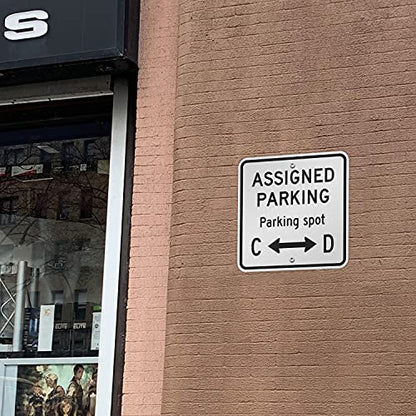 S
ASSIGNED
PARKING
Parking spot
C ↔ D